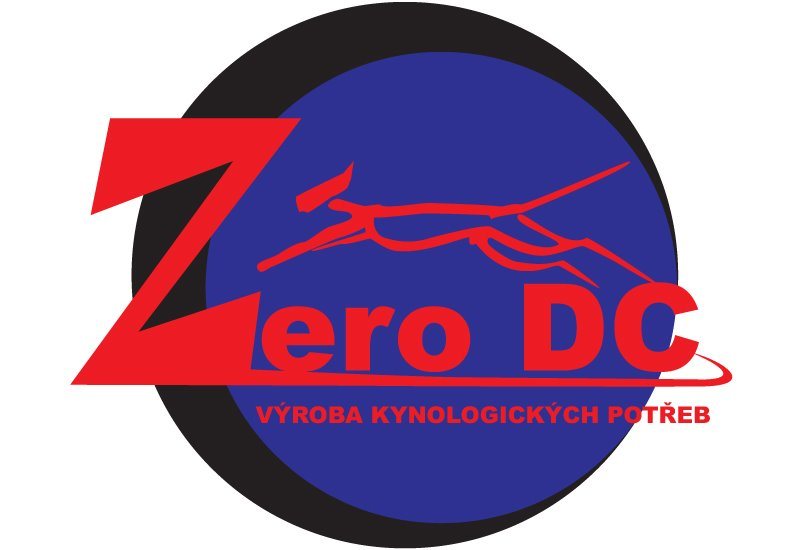 Zero DC
VÝROBA KYNOLOGICKÝCH POTŘEB